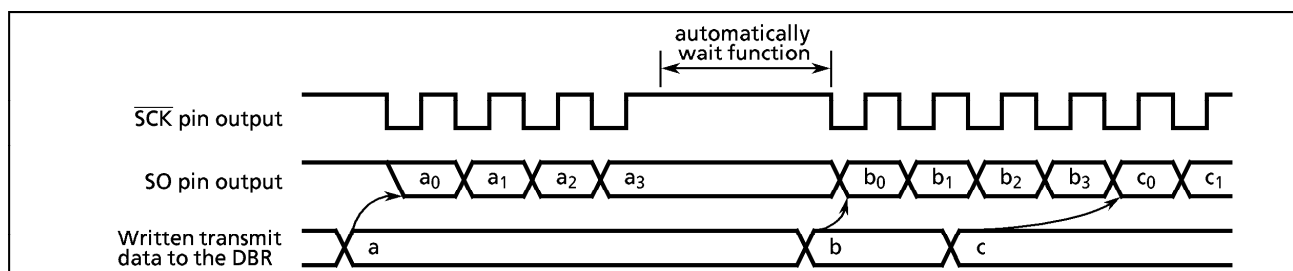 automatically
wait function
SCK pin output
SO pin output
a0 a1 a2 a3 b0 b1 b2 b3 c0 c1
Written transmit
data to the DBR
a b c